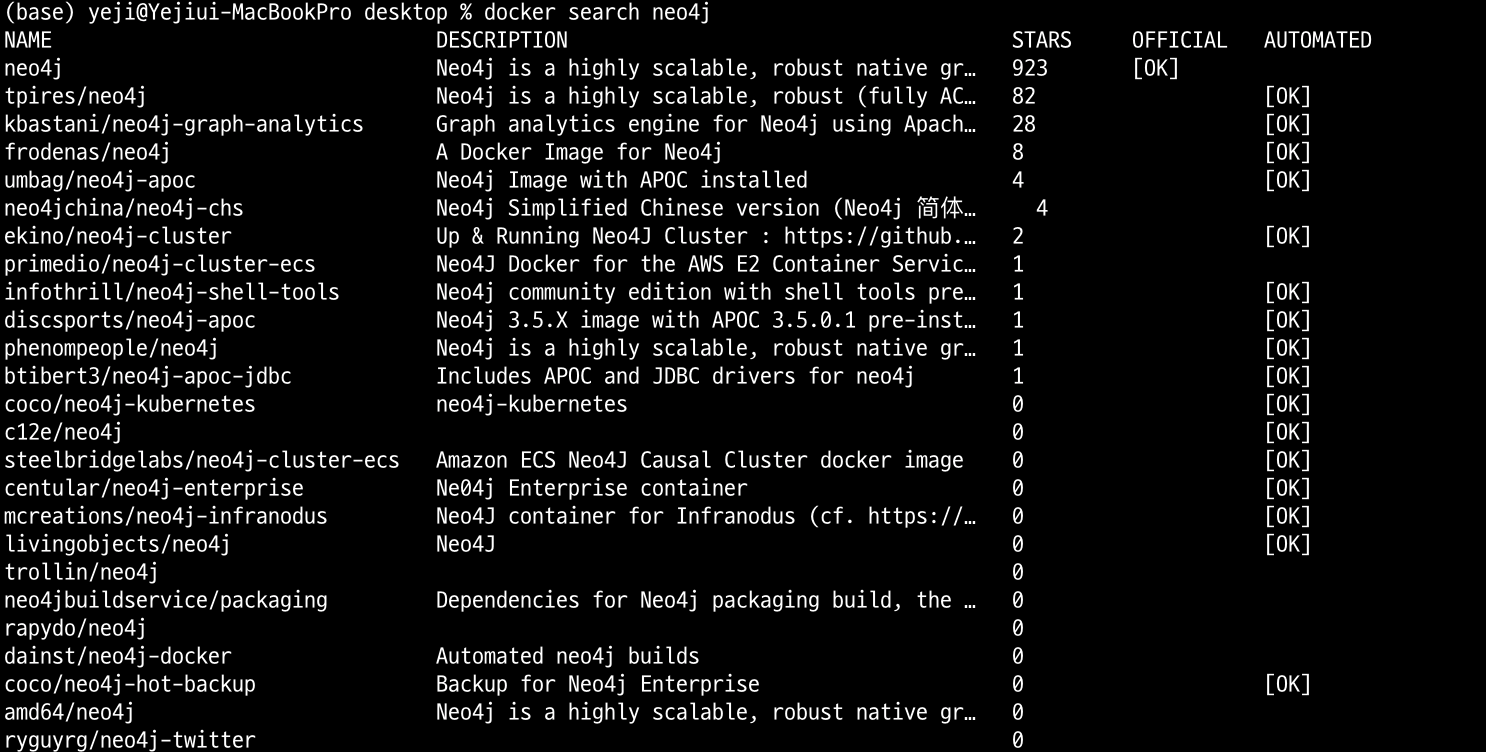 (base) yeji@Yejiui-MacBookPro desktop % docker search neo4j
NAME DESCRIPTION STARS OFFICIAL AUTOMATED
neo4j Neo4j is a highly scalable, robust native gr… 923 [OK]
tpires/neo4j Neo4j is a highly scalable, robust (fully AC… 82 [OK]
kbastani/neo4j-graph-analytics Graph analytics engine for Neo4j using Apach… 28 [OK]
frodenas/neo4j A Docker Image for Neo4j 8 [OK]
umbag/neo4j-apoc Neo4j Image with APOC installed 4 [OK]
neo4jchina/neo4j-chs Neo4j Simplified Chinese version (Neo4j 简体… 4
ekino/neo4j-cluster Up & Running Neo4J Cluster : https://github.… 2 [OK]
primedio/neo4j-cluster-ecs Neo4J Docker for the AWS E2 Container Servic… 1
infothrill/neo4j-shell-tools Neo4j community edition with shell tools pre… 1 [OK]
discsports/neo4j-apoc Neo4j 3.5.X image with APOC 3.5.0.1 pre-inst… 1 [OK]
phenompeople/neo4j Neo4j is a highly scalable, robust native gr… 1 [OK]
btibert3/neo4j-apoc-jdbc Includes APOC and JDBC drivers for neo4j 1 [OK]
coco/neo4j-kubernetes neo4j-kubernetes 0 [OK]
c12e/neo4j 0 [OK]
steelbridgelabs/neo4j-cluster-ecs Amazon ECS Neo4J Causal Cluster docker image 0 [OK]
centular/neo4j-enterprise Ne04j Enterprise container 0 [OK]
mcreations/neo4j-infranodus Neo4J container for Infranodus (cf. https://… 0 [OK]
livingobjects/neo4j Neo4J 0 [OK]
trollin/neo4j 0
neo4jbuildservice/packaging Dependencies for Neo4j packaging build, the … 0
rapydo/neo4j 0
dainst/neo4j-docker Automated neo4j builds 0
coco/neo4j-hot-backup Backup for Neo4j Enterprise 0 [OK]
amd64/neo4j Neo4j is a highly scalable, robust native gr… 0
ryguyrg/neo4j-twitter 0